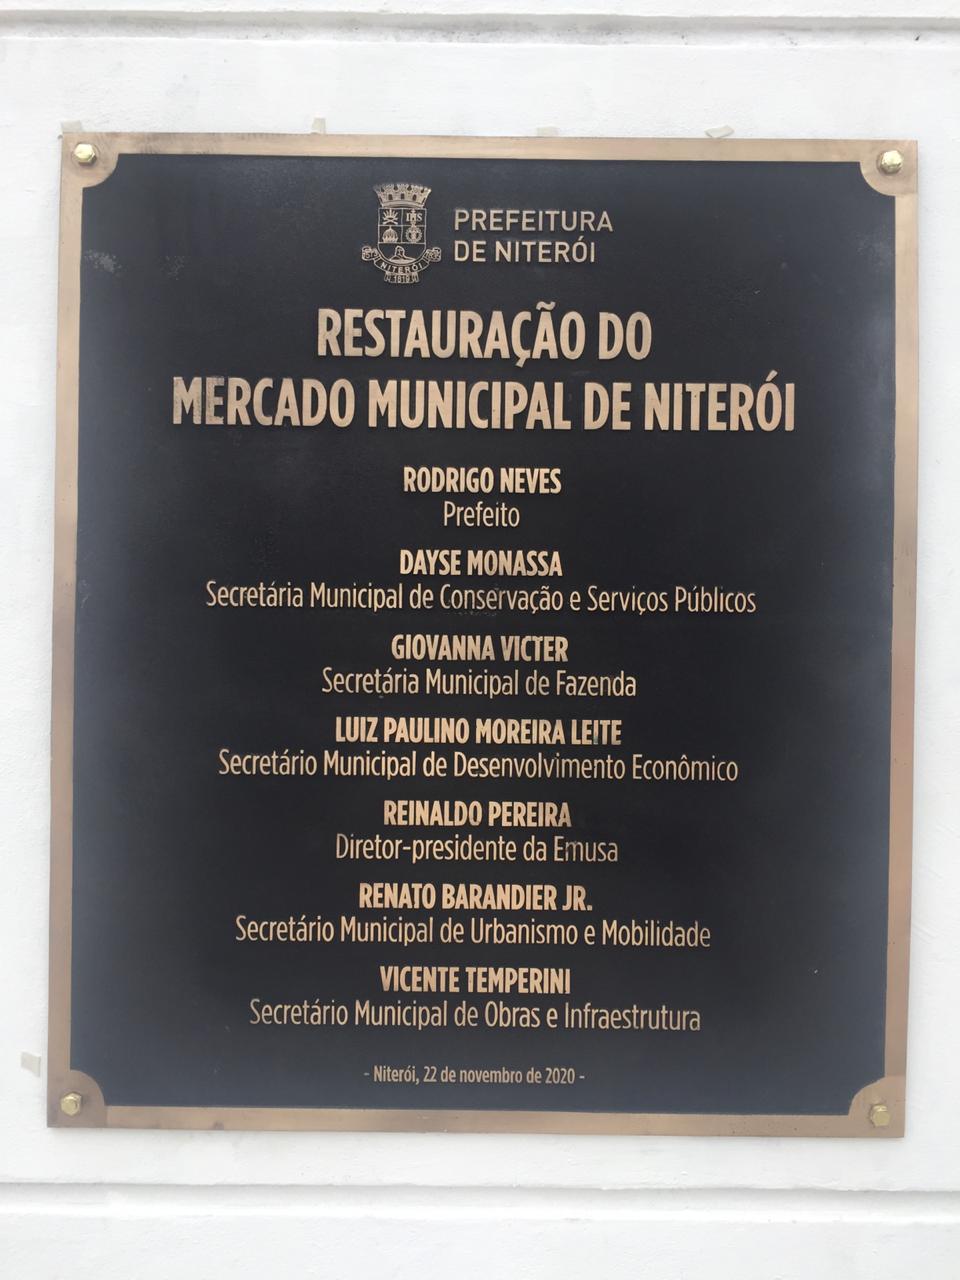 PREFEITURA
DE NITERÓI
IHS
NITERÓI
RESTAURAÇÃO DO
MERCADO MUNICIPAL DE NITERÓI
RODRIGO NEVES
Prefeito
DAYSE MONASSA
Secretária Municipal de Conservação e Serviços Públicos
GIOVANNA VICTER
Secretária Municipal de Fazenda
LUIZ PAULINO MOREIRA LEITE
Secretário Municipal de Desenvolvimento Econômico
REINALDO PEREIRA
Diretor-presidente da Emusa
RENATO BARANDIER JR.
Secretário Municipal de Urbanismo e Mobilidade
VICENTE TEMPERINI
Secretário Municipal de Obras e Infraestrutura
- Niterói, 22 de novembro de 2020 -